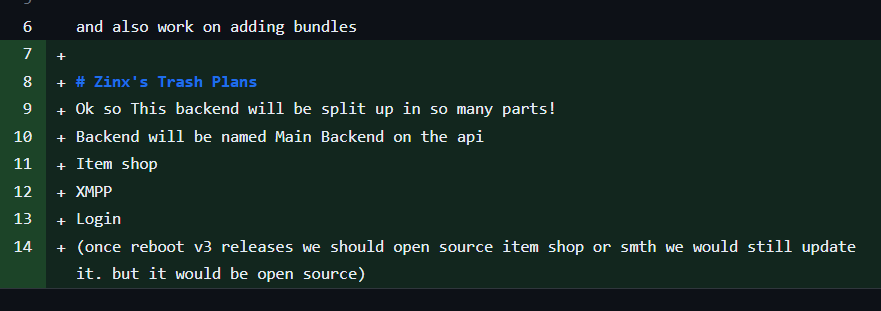 6 and also work on adding bundles
7 +
8 + # Zinx's Trash Plans
9 + Ok so This backend will be split up in so many parts!
10 + Backend will be named Main Backend on the api
11 + Item shop
12 + XMPP
13 + Login
14 + (once reboot v3 releases we should open source item shop or smth we would still update
it. but it would be open source)